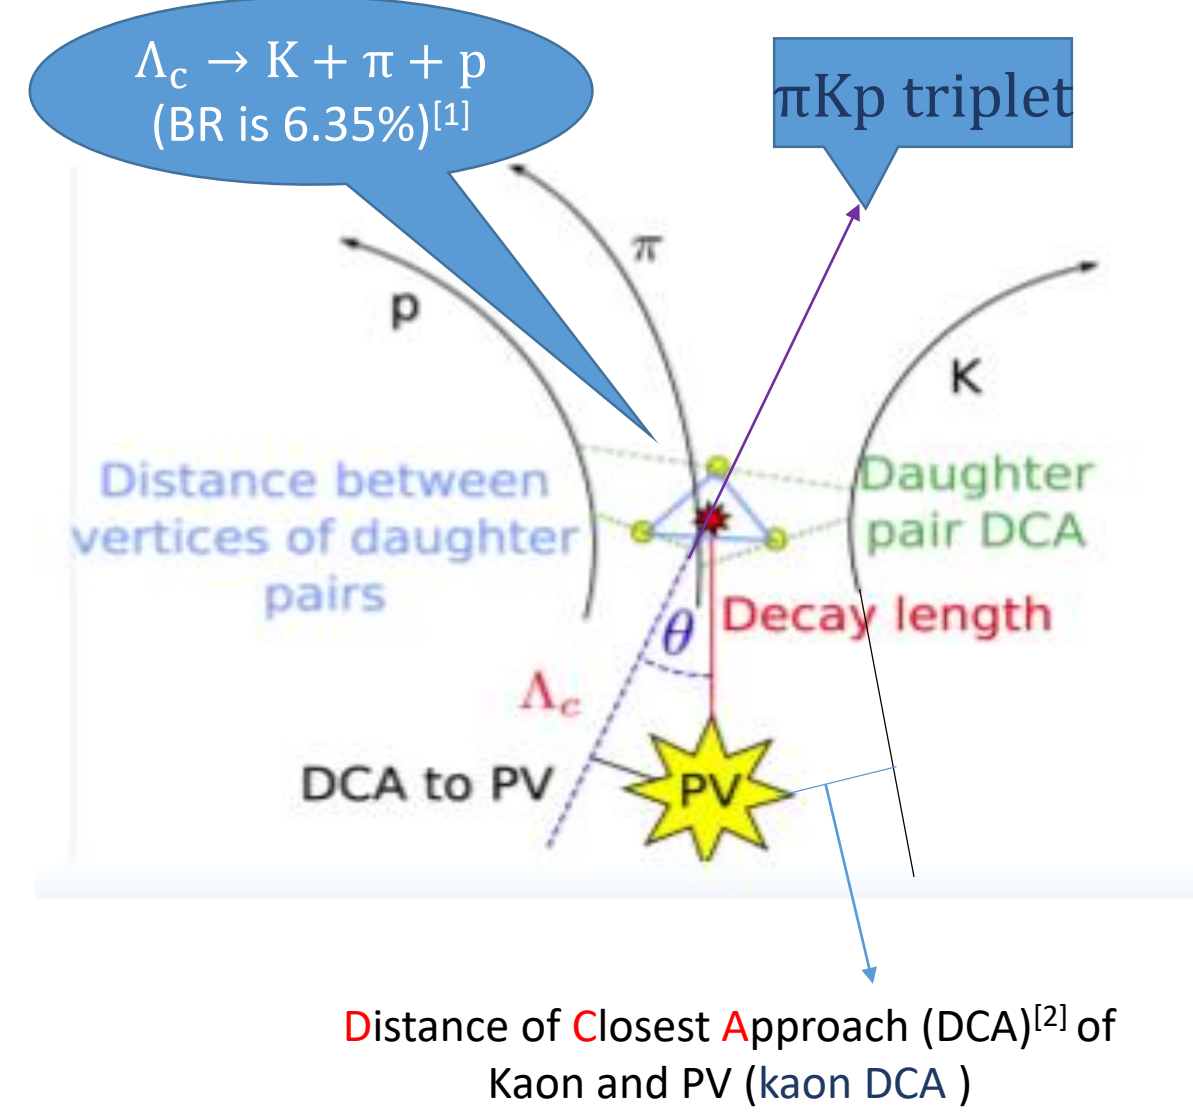 Λc → K + π + p
(BR is 6.35%)[1]
πKp triplet
π
p
K
Distance between
vertices of daughter
pairs
Daughter
pair DCA
Decay length
θ
Λc
DCA to PV
PV
Distance of Closest Approach (DCA)[2] of
Kaon and PV (kaon DCA )